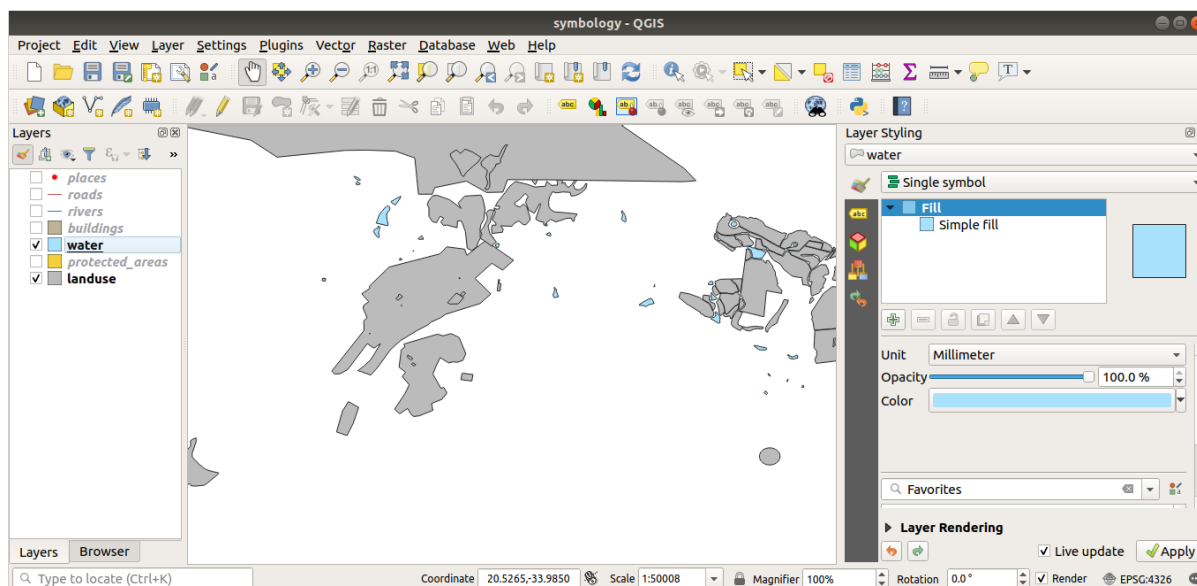 symbology - QGIS
Project Edit View Layer Settings Plugins Vector Raster Database Web Help
Layers
places
roads
rivers
buildings
water
protected_areas
landuse
Layers Browser
Layer Styling
water
Single symbol
Fill
Simple fill
Unit Millimeter
Opacity 100.0 %
Color
Favorites
Layer Rendering
Live update Apply
Type to locate (Ctrl+K) Coordinate 20.5265,-33.9850 Scale 1:50008 Magnifier 100% Rotation 0.0 ° Render EPSG:4326